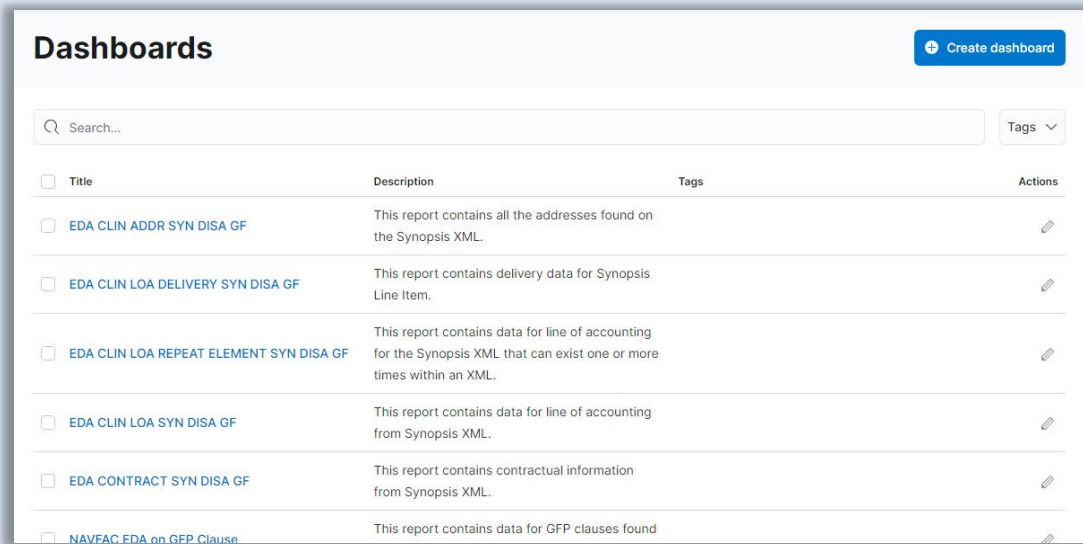 Dashboards
Create dashboard
Search...
Tags
Title Description Tags Actions
EDA CLIN ADDR SYN DISA GF
This report contains all the addresses found on
the Synopsis XML.
EDA CLIN LOA DELIVERY SYN DISA GF
This report contains delivery data for Synopsis
Line Item.
EDA CLIN LOA REPEAT ELEMENT SYN DISA GF
This report contains data for line of accounting
for the Synopsis XML that can exist one or more
times within an XML.
EDA CLIN LOA SYN DISA GF
This report contains data for line of accounting
from Synopsis XML.
EDA CONTRACT SYN DISA GF
This report contains contractual information
from Synopsis XML.
NAVFAC EDA on GFP Clause
This report contains data for GFP clauses found